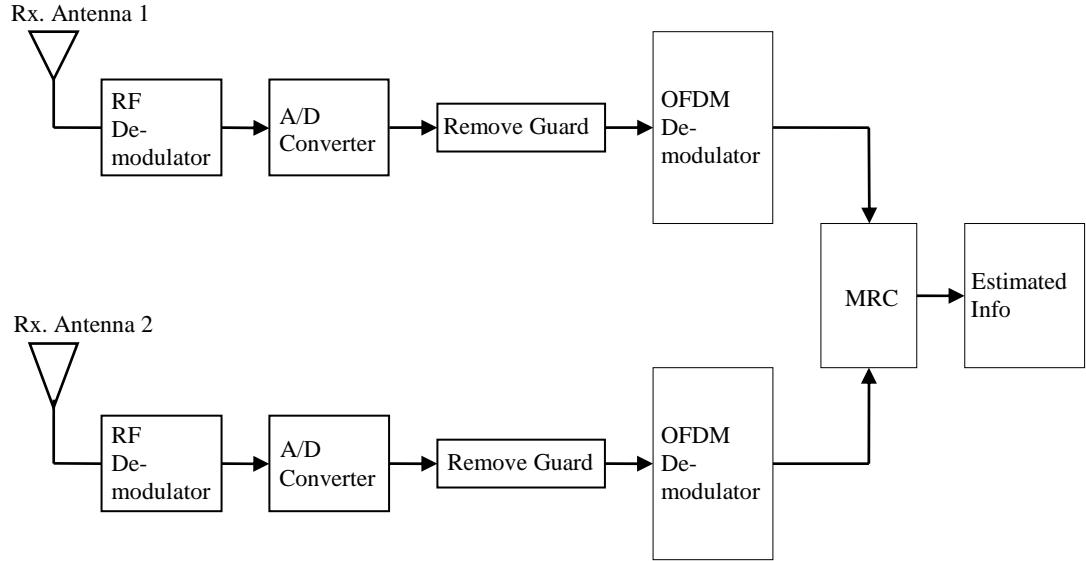 Rx. Antenna 1
RF
De-
modulator
A/D
Converter
Remove Guard
OFDM
De-
modulator
MRC
Estimated
Info
Rx. Antenna 2
RF
De-
modulator
A/D
Converter
Remove Guard
OFDM
De-
modulator